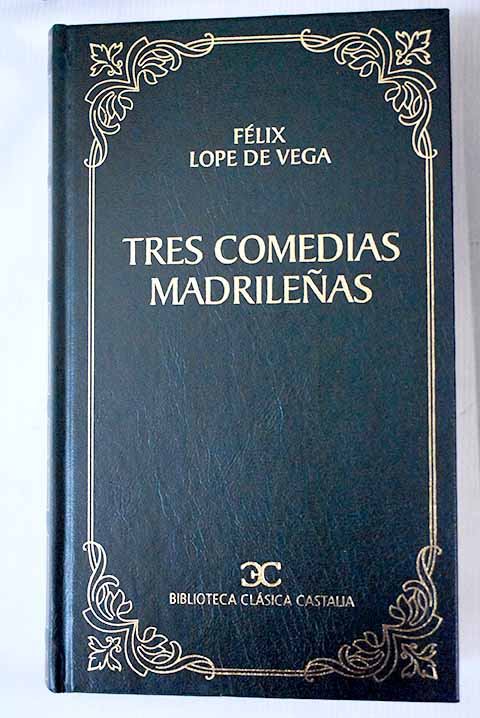 FÉLIX
LOPE DE VEGA
TRES COMEDIAS
MADRILEÑAS
BIBLIOTECA CLÁSICA CASTALIA